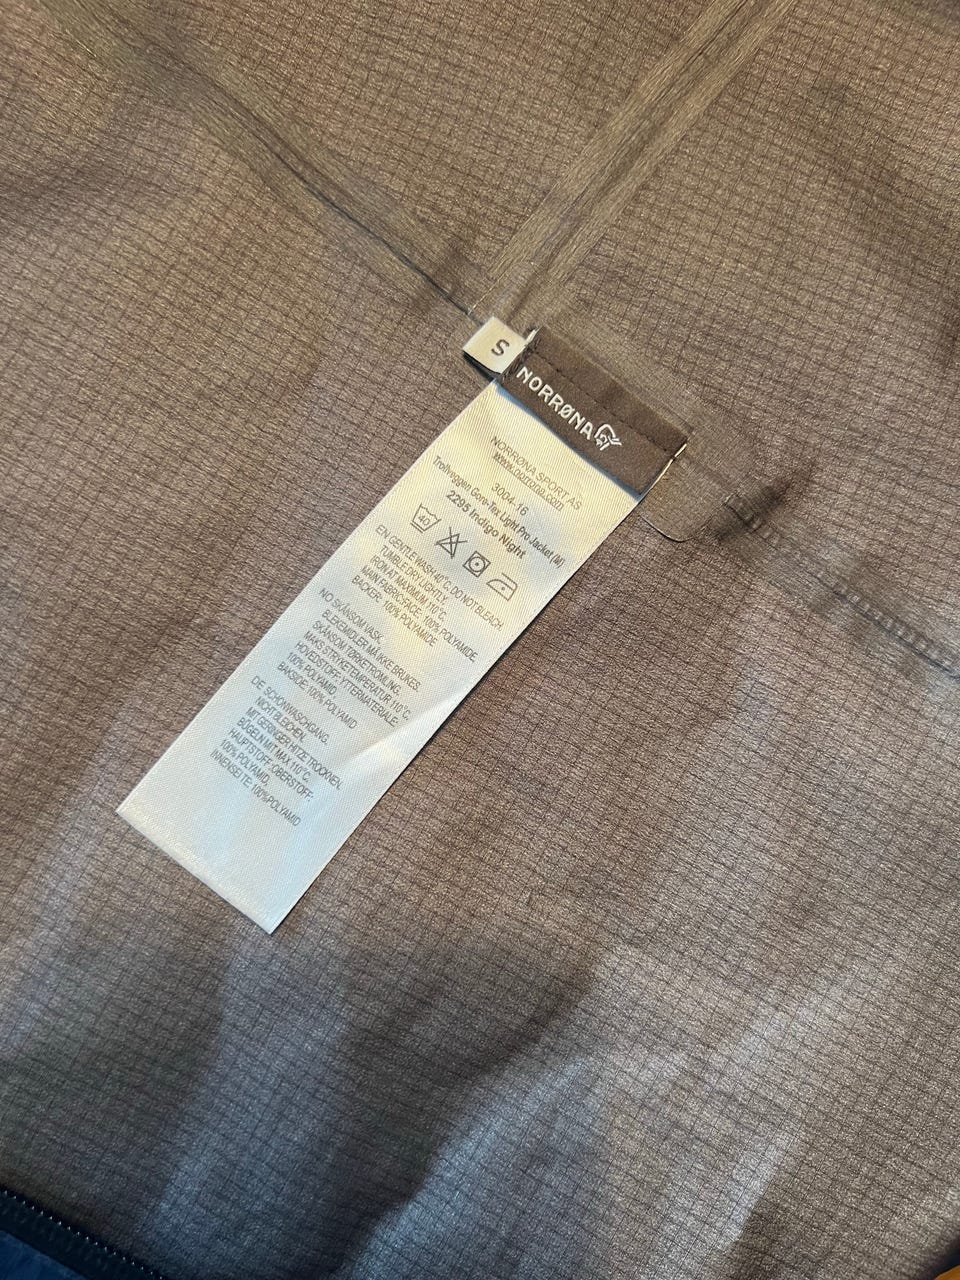 S
NORRØNA
NORRØNA SPORT AS
www.norrona.com
3004-16
Trollveggen Gore-Tex Light Pro Jacket (M)
2295 Indigo Night
40
EN GENTLE WASH 40°C, DO NOT BLEACH.
TUMBLE DRY LIGHTLY.
IRON AT MAXIMUM 110°C.
MAIN FABRIC-FACE: 100% POLYAMIDE.
BACKER: 100% POLYAMIDE
NO SKÅNSOM VASK.
BLEKEMIDLER MÅ IKKE BRUKES.
SKÅNSOM TØRKETROMLING.
MAKS STRYKETEMPERATUR 110°C.
HOVEDSTOFF: YTTERMATERIALE:
100% POLYAMID
BAKSIDE: 100% POLYAMID
DE SCHONWASCHGANG.
NICHT BLEICHEN.
MIT GERINGER HITZE TROCKNEN.
BÜGELN MIT MAX 110°C.
HAUPTSTOFF-OBERSTOFF:
100% POLYAMID,
INNENSEITE: 100%POLYAMID